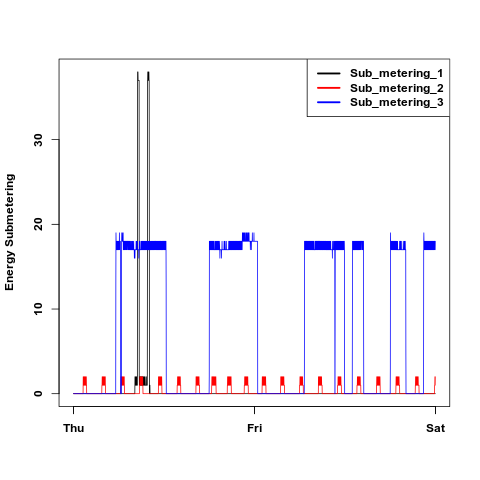 Sub_metering_1
Sub_metering_2
Sub_metering_3
Energy Submetering
30
20
10
0
Thu Fri Sat